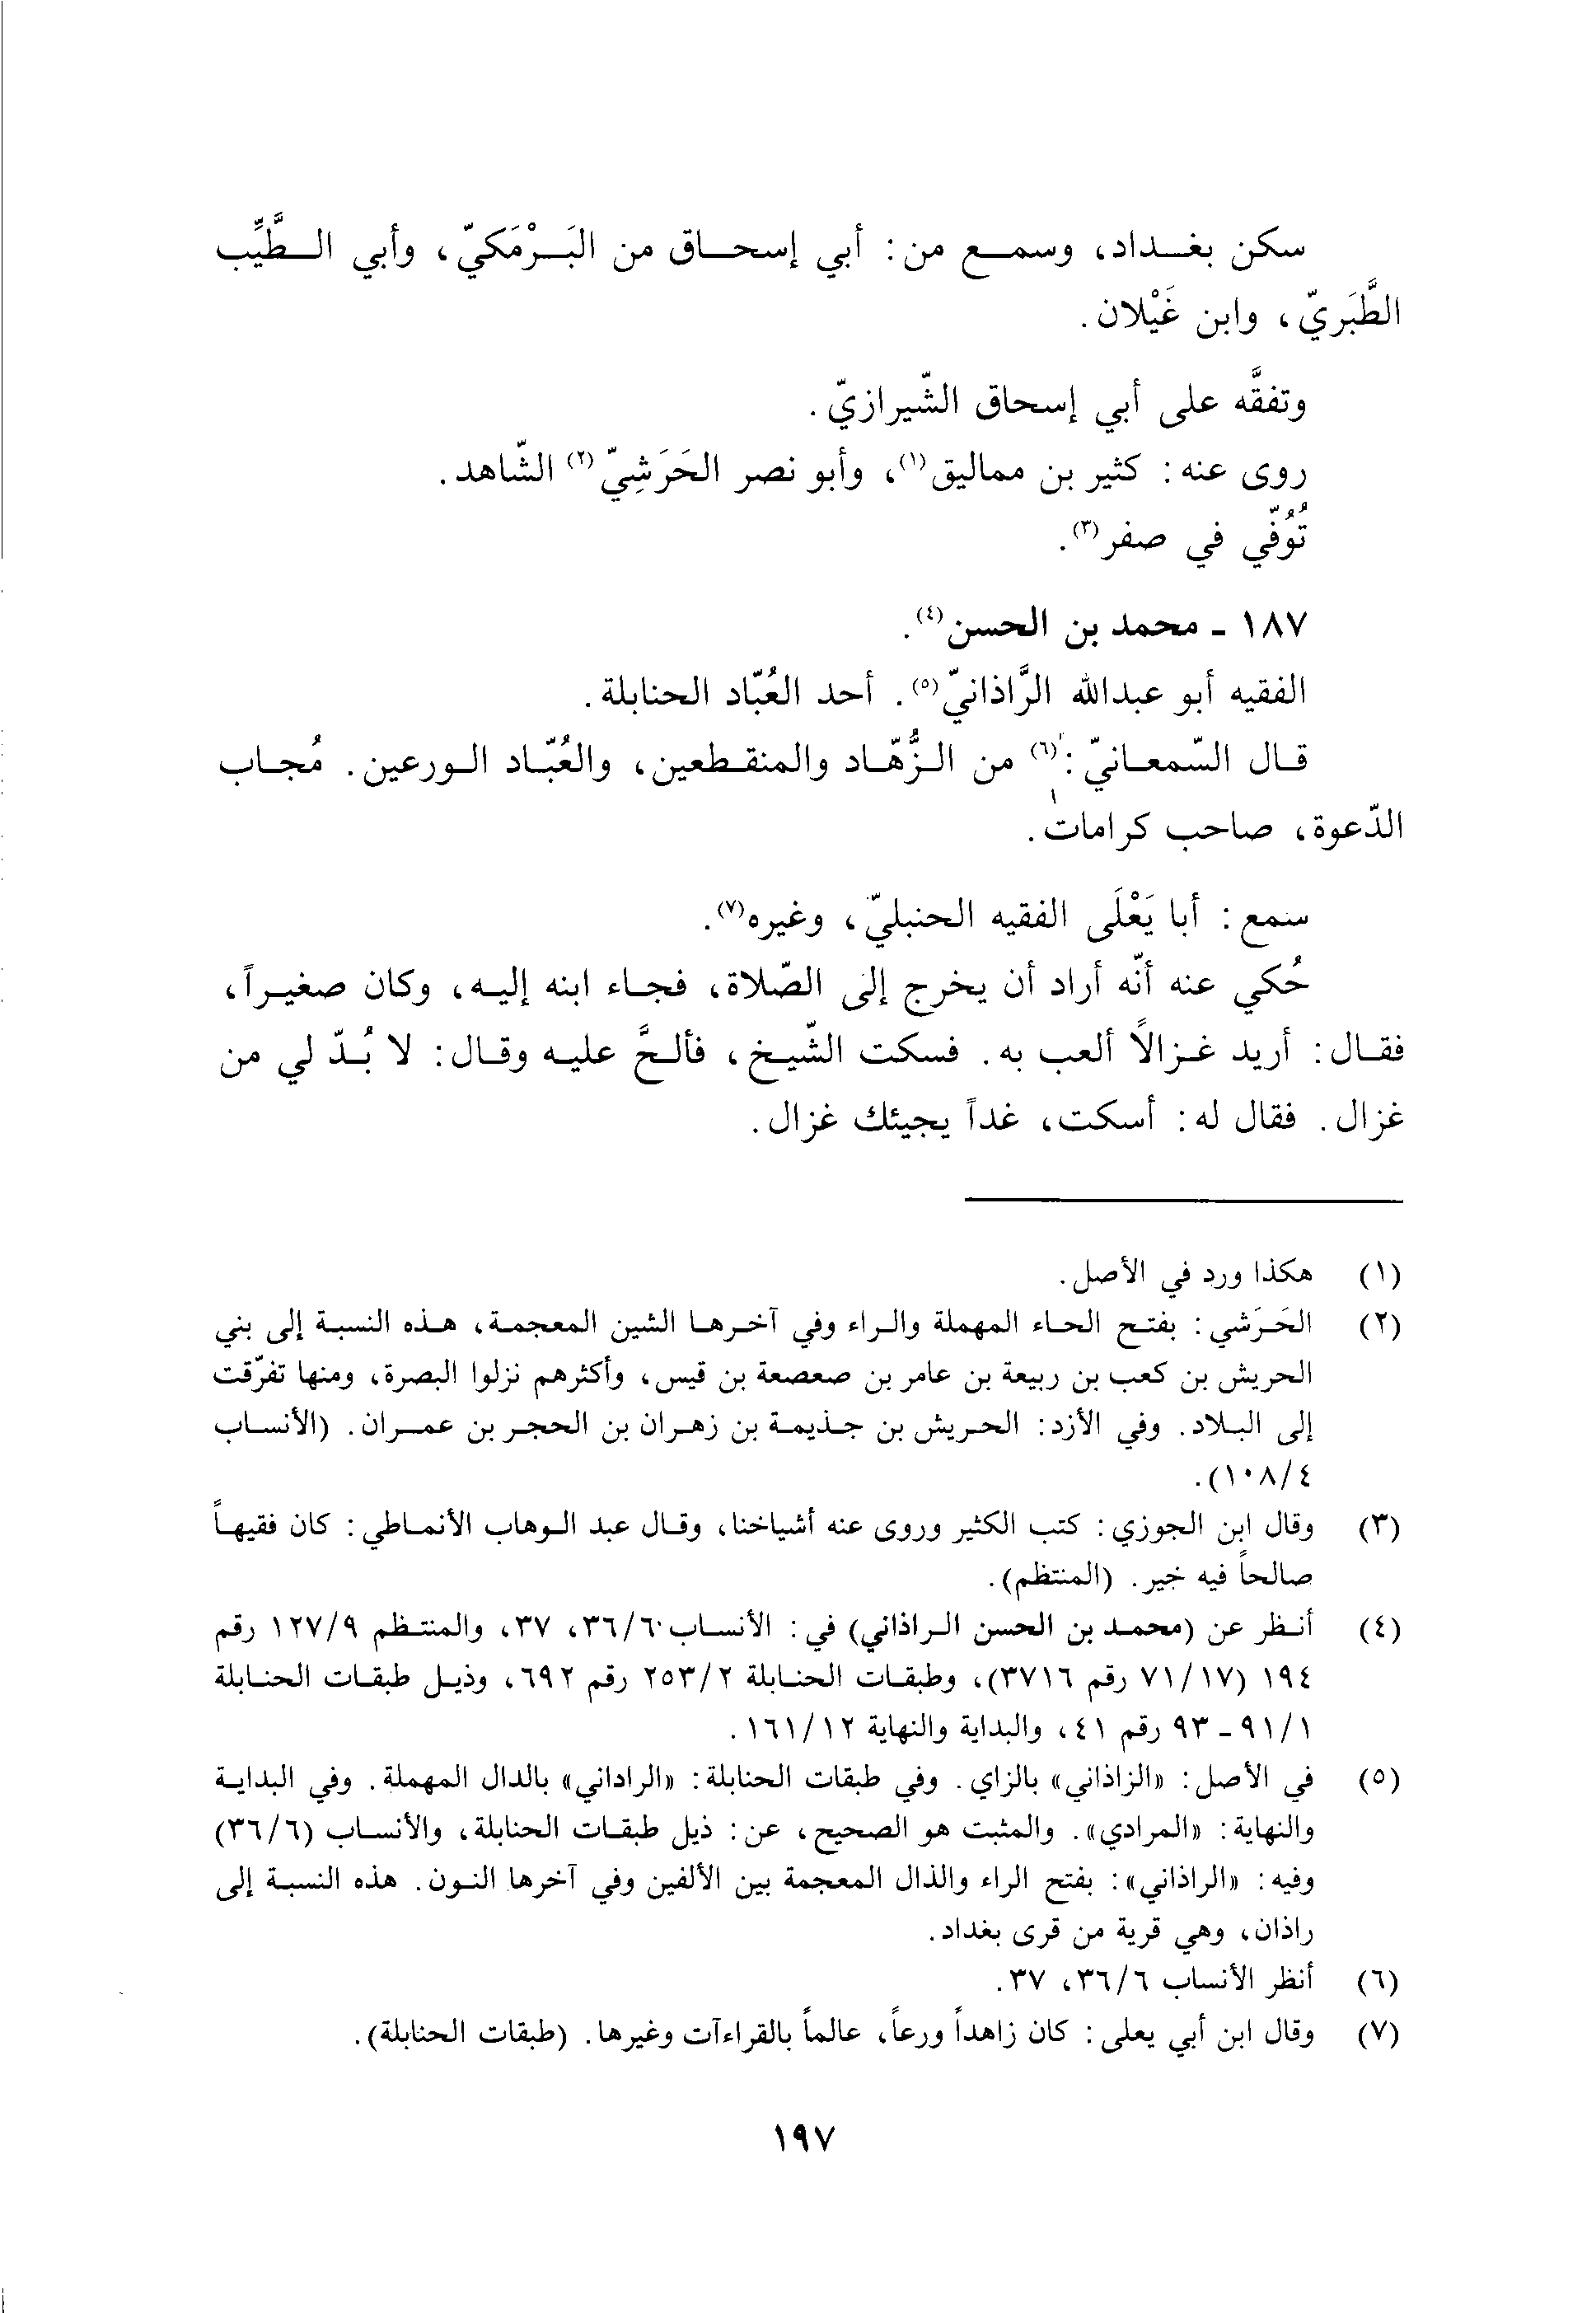 سكن بغداد، وسمع من: أبي إسحاق من البَرْمَكيّ، وأبي الطَّيِّب
الطَّبَريّ، وابن غَيْلان.
وتفقَّه على أبي إسحاق الشّيرازيّ.
روى عنه: كثير بن مماليق(١)، وأبو نصر الحَرَشِيّ(٢) الشّاهد.
تُوُفّي في صفر(٣).
١٨٧ - محمد بن الحسن(٤).
الفقيه أبو عبدالله الرَّاذانيّ(٥). أحد العُبّاد الحنابلة.
قال السّمعانيّ:(٦) من الزُّهّاد والمنقطعين، والعُبّاد الورعين. مُجاب
الدّعوة، صاحب كرامات.
سمع: أبا يَعْلَى الفقيه الحنبليّ، وغيره(٧).
حُكي عنه أنّه أراد أن يخرج إلى الصّلاة، فجاء ابنه إليه، وكان صغيراً،
فقال: أريد غزالًا ألعب به. فسكت الشّيخ، فألحَّ عليه وقال: لا بُدّ لي من
غزال. فقال له: أسكت، غداً يجيئك غزال.
(١) هكذا ورد في الأصل.
(٢) الحَرَشي: بفتح الحاء المهملة والراء وفي آخرها الشين المعجمة، هذه النسبة إلى بني
الحريش بن كعب بن ربيعة بن عامر بن صعصعة بن قيس، وأكثرهم نزلوا البصرة، ومنها تفرّقت
إلى البلاد. وفي الأزد: الحريش بن جذيمة بن زهران بن الحجر بن عمران. (الأنساب
٤/١٠٨).
(٣) وقال ابن الجوزي: كتب الكثير وروى عنه أشياخنا، وقال عبد الوهاب الأنماطي: كان فقيهاً
صالحاً فيه خير. (المنتظم).
(٤) أنظر عن (محمد بن الحسن الراذاني) في: الأنساب ٣٦/٦، ٣٧، والمنتظم ١٢٧/٩ رقم
١٩٤ (٧١/١٧ رقم ٣٧١٦)، وطبقات الحنابلة ٢٥٣/٢ رقم ٦٩٢، وذيل طبقات الحنابلة
٩١/١ - ٩٣ رقم ٤١، والبداية والنهاية ١٦١/١٢.
(٥) في الأصل: «الزاذاني» بالزاي. وفي طبقات الحنابلة: «الراداني» بالدال المهملة. وفي البداية
والنهاية: «المرادي». والمثبت هو الصحيح، عن: ذيل طبقات الحنابلة، والأنساب (٣٦/٦)
وفيه: «الراذاني»: بفتح الراء والذال المعجمة بين الألفين وفي آخرها النون. هذه النسبة إلى
راذان، وهي قرية من قرى بغداد.
(٦) أنظر الأنساب ٣٦/٦، ٣٧.
(٧) وقال ابن أبي يعلى: كان زاهداً ورعاً، عالماً بالقراءآت وغيرها. (طبقات الحنابلة).
١٩٧